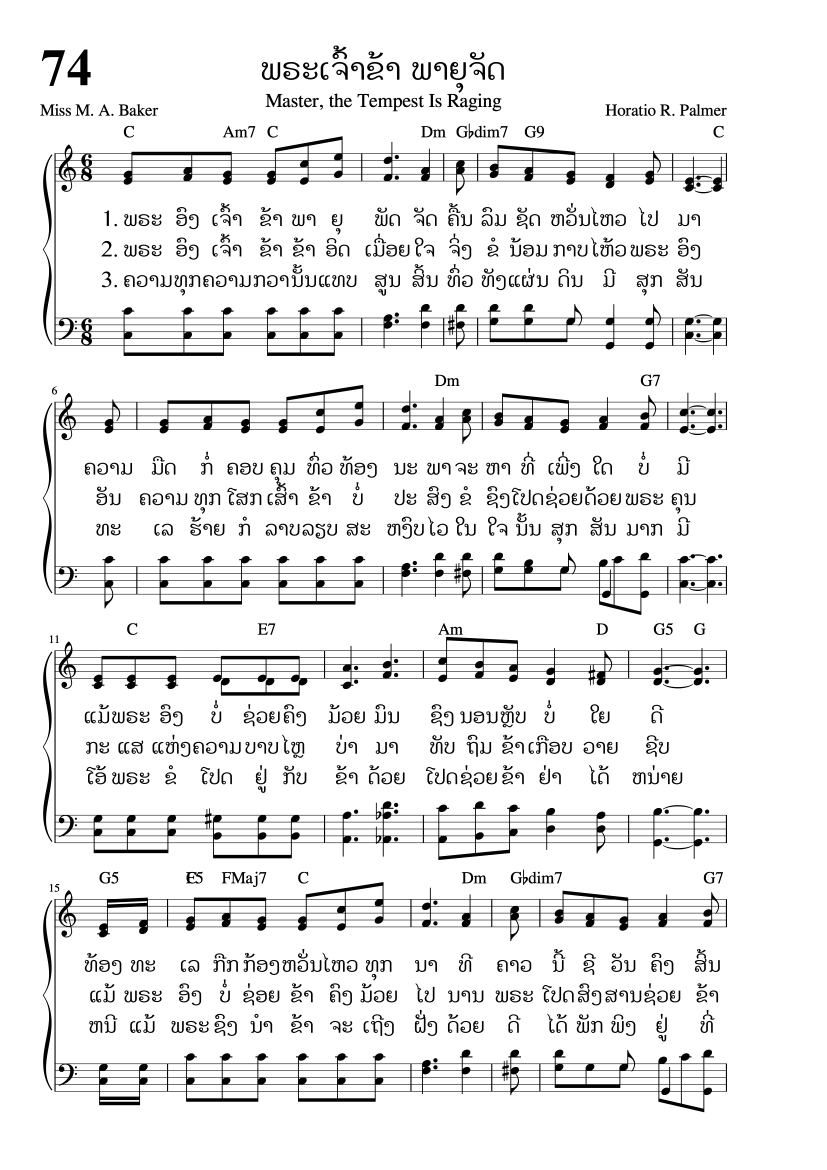 74
ພຣະເຈົ້າຂ້າ ພາຍຸຈັດ
Master, the Tempest Is Raging
Miss M. A. Baker Horatio R. Palmer
C Am7 C Dm G♭dim7 G9 C
6 8
1. ພຣະ ອົງ ເຈົ້າ ຂ້າ ພາ ຍຸ ພັດ ຈັດ ຄື້ນ ລົມ ຊັດ ຫວັ່ນໄຫວ ໄປ ມາ
2. ພຣະ ອົງ ເຈົ້າ ຂ້າ ຂ້າ ອິດ ເມື່ອຍ ໃຈ ຈິ່ງ ຂໍ ນ້ອມ ກາບໄຫ້ວ ພຣະ ອົງ
3. ຄວາມທຸກຄວາມກວານັ້ນແທບ ສູນ ສິ້ນ ທົ່ວ ທັງແຜ່ນ ດິນ ມີ ສຸກ ສັນ
6 8
6 Dm G7
ຄວາມ ມືດ ກໍ່ ຄອບ ຄຸມ ທົ່ວ ທ້ອງ ນະ ພາ ຈະ ຫາ ທີ່ ເພິ່ງ ໃດ ບໍ່ ມີ
ອັນ ຄວາມ ທຸກ ໂສກ ເສົ້າ ຂ້າ ບໍ່ ປະ ສົງ ຂໍ ຊົງໂປດຊ່ວຍດ້ວຍ ພຣະ ຄຸນ
ທະ ເລ ຮ້າຍ ກໍ ລາບລຽບ ສະ ຫງົບໄວ ໃນ ໃຈ ນັ້ນ ສຸກ ສັນ ມາກ ມີ
11 C E7 Am D G5 G
ແມ້ພຣະ ອົງ ບໍ່ ຊ່ວຍຄົງ ມ້ວຍ ມົນ ຊົງ ນອນຫຼັບ ບໍ່ ໃຍ ດີ
ກະ ແສ ແຫ່ງຄວາມ ບາບໄຫຼ ບ່າ ມາ ທັບ ຖົມ ຂ້າເກືອບ ວາຍ ຊີບ
ໂອ້ ພຣະ ຂໍ ໂປດ ຢູ່ ກັບ ຂ້າ ດ້ວຍ ໂປດຊ່ວຍຂ້າ ຢ່າ ໄດ້ ຫນ່າຍ
15 G5 FMaj7 C Dm G♭dim7 G7
ທ້ອງ ທະ ເລ ກືກ ກ້ອງຫວັ່ນໄຫວ ທຸກ ນາ ທີ ຄາວ ນີ້ ຊີ ວັນ ຄົງ ສິ້ນ
ແມ້ ພຣະ ອົງ ບໍ່ ຊ່ອຍ ຂ້າ ຄົງ ມ້ວຍ ໄປ ນານ ພຣະ ໂປດສົງສານຊ່ວຍ ຂ້າ
ຫນີ ແມ້ ພຣະຊົງ ນຳ ຂ້າ ຈະ ເຖີງ ຝັ່ງ ດ້ວຍ ດີ ໄດ້ ພັກ ພິງ ຢູ່ ທີ່